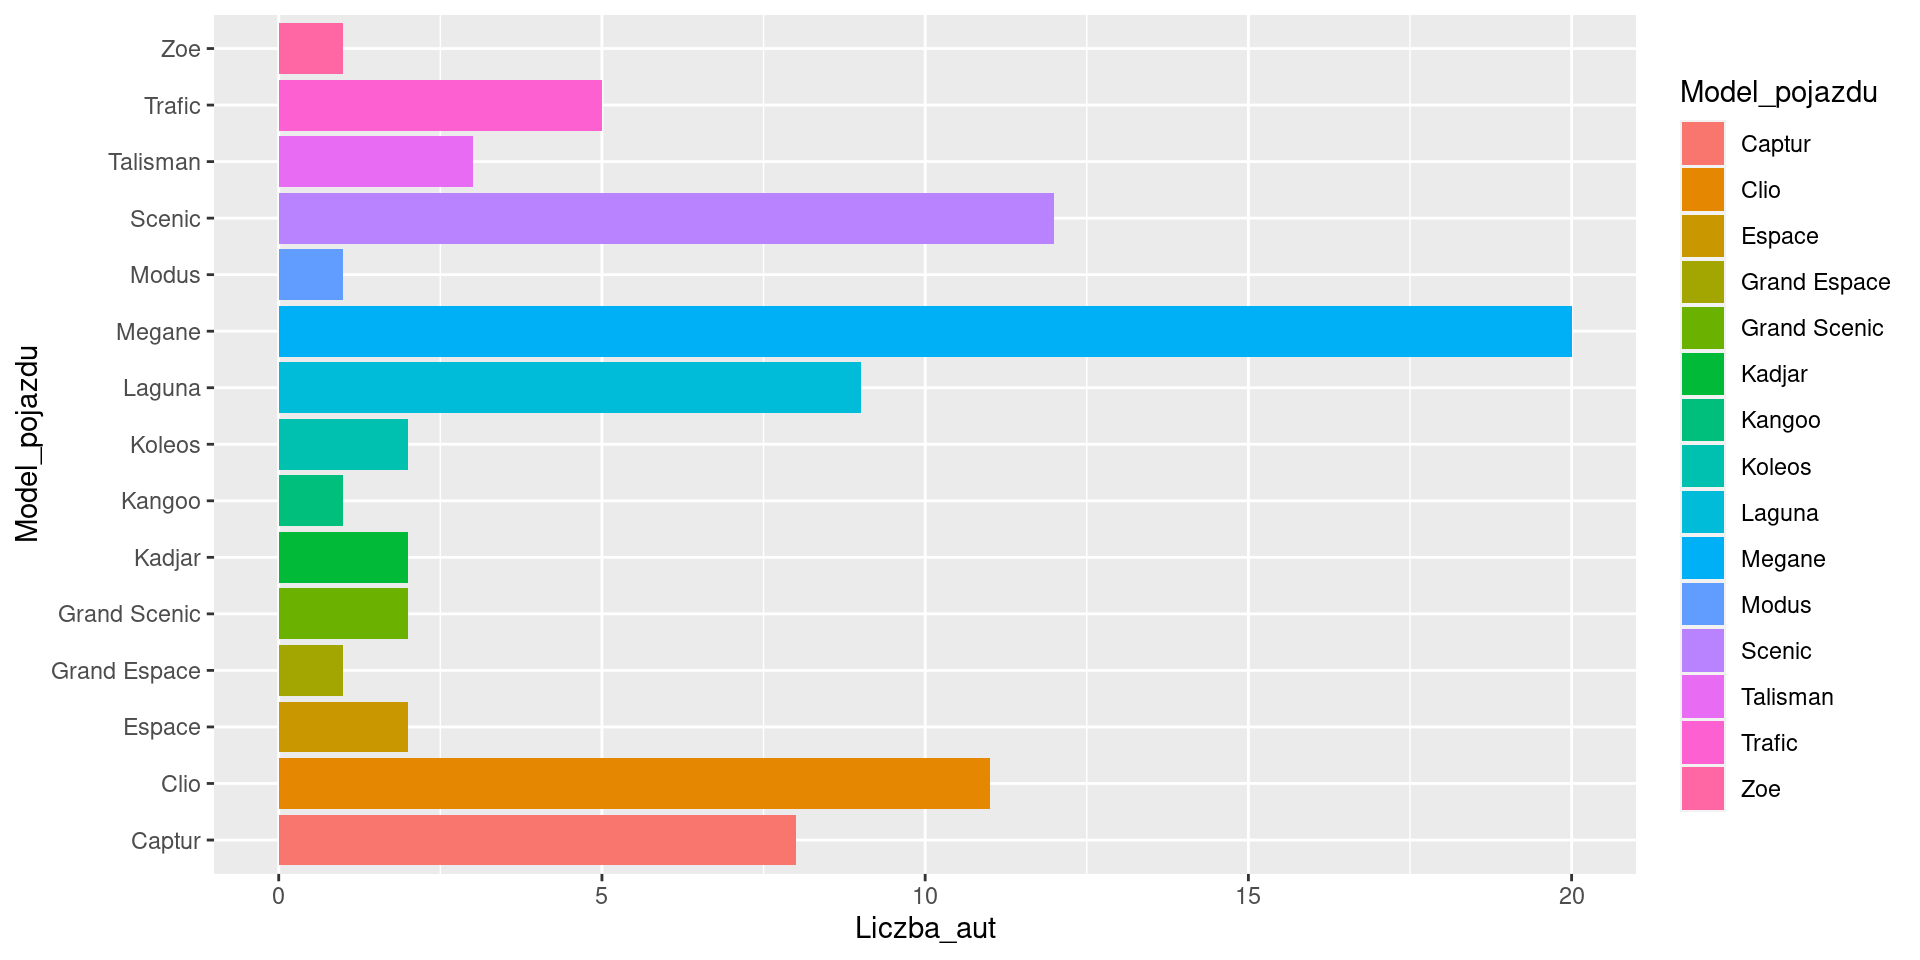 Model_pojazdu
Zoe
Trafic
Talisman
Scenic
Modus
Megane
Laguna
Koleos
Kangoo
Kadjar
Grand Scenic
Grand Espace
Espace
Clio
Captur
0 5 10 15 20
Liczba_aut
Model_pojazdu
Captur
Clio
Espace
Grand Espace
Grand Scenic
Kadjar
Kangoo
Koleos
Laguna
Megane
Modus
Scenic
Talisman
Trafic
Zoe